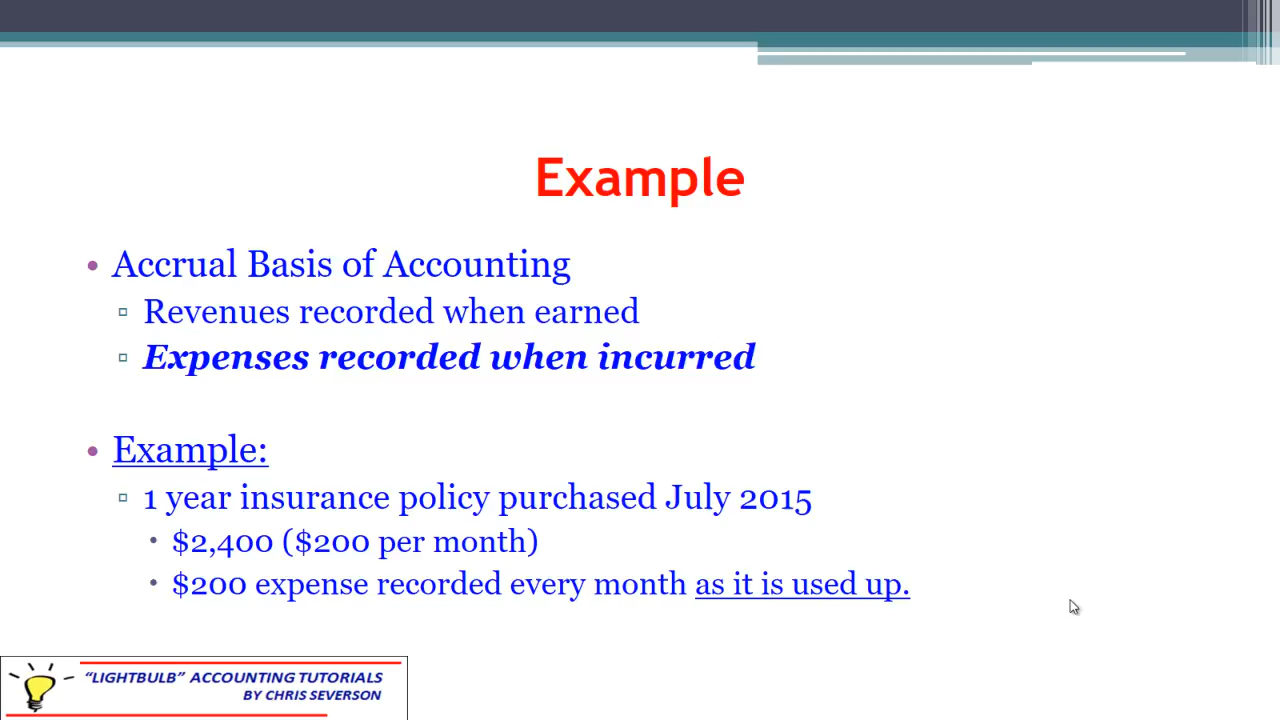 Example
• Accrual Basis of Accounting
▫ Revenues recorded when earned
▫ Expenses recorded when incurred
• Example:
▫ 1 year insurance policy purchased July 2015
• $2,400 ($200 per month)
• $200 expense recorded every month as it is used up.
“LIGHTBULB” ACCOUNTING TUTORIALS
BY CHRIS SEVERSON